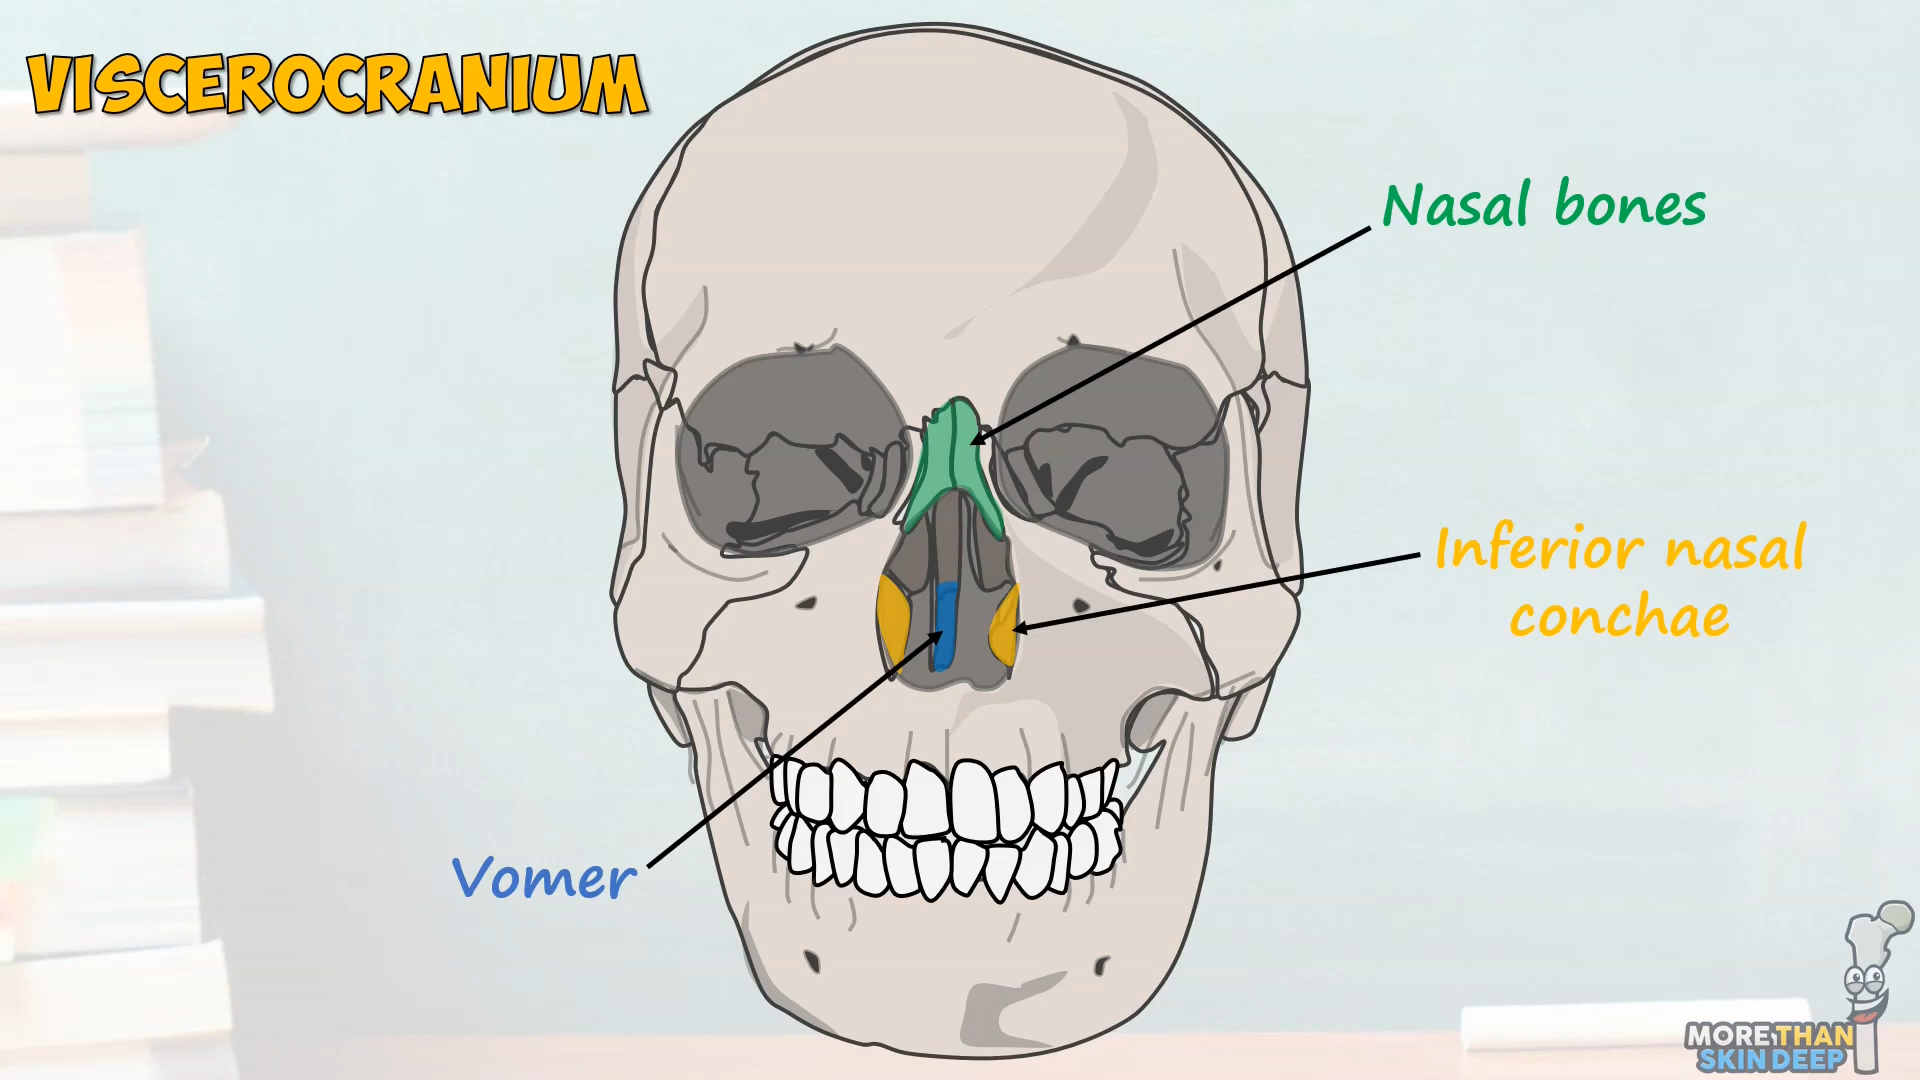 VISCEROCRANIUM
Nasal bones
Inferior nasal
conchae
Vomer
MORE THAN
SKIN DEEP